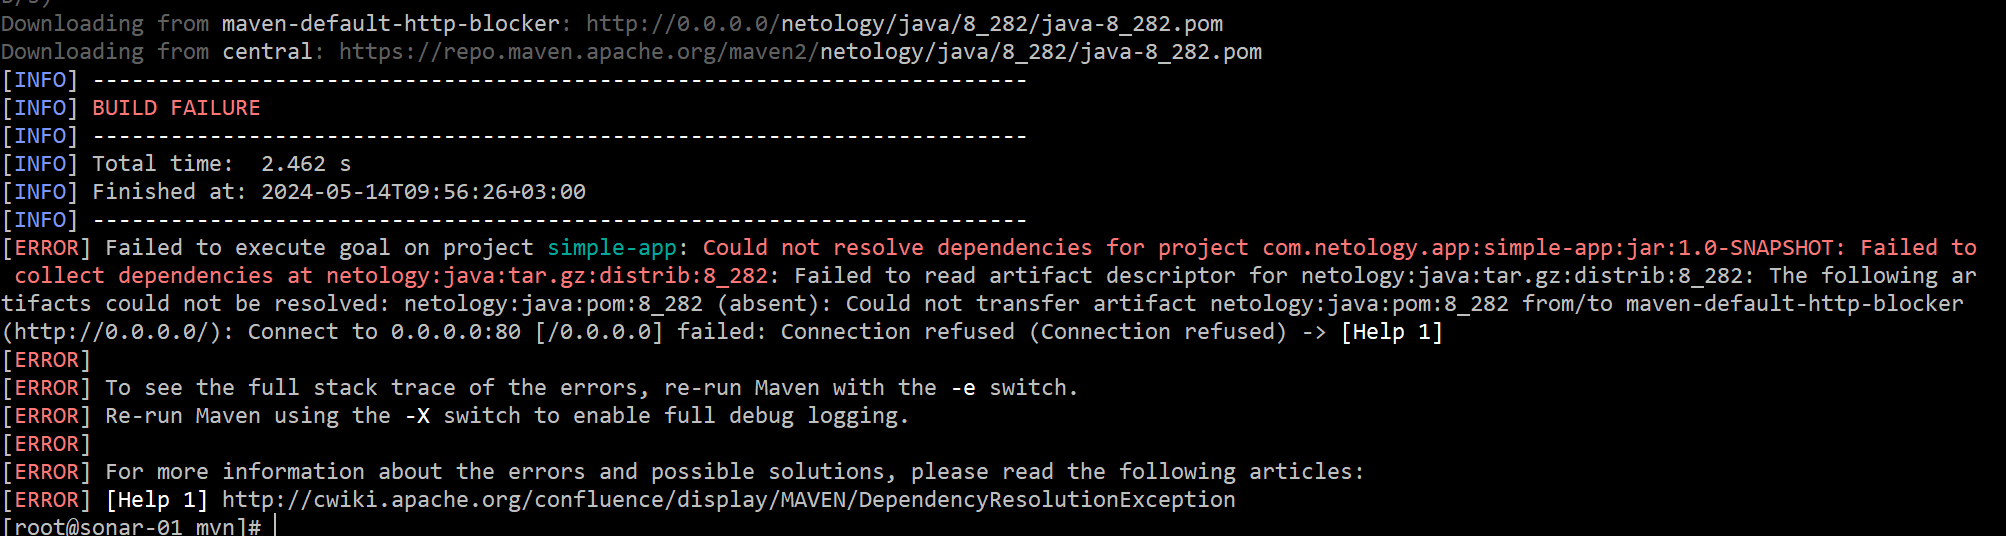 Downloading from maven-default-http-blocker: http://0.0.0.0/netology/java/8_282/java-8_282.pom
Downloading from central: https://repo.maven.apache.org/maven2/netology/java/8_282/java-8_282.pom
[INFO] ------------------------------------------------------------------------
[INFO] BUILD FAILURE
[INFO] ------------------------------------------------------------------------
[INFO] Total time:  2.462 s
[INFO] Finished at: 2024-05-14T09:56:26+03:00
[INFO] ------------------------------------------------------------------------
[ERROR] Failed to execute goal on project simple-app: Could not resolve dependencies for project com.netology.app:simple-app:jar:1.0-SNAPSHOT: Failed to
 collect dependencies at netology:java:tar.gz:distrib:8_282: Failed to read artifact descriptor for netology:java:tar.gz:distrib:8_282: The following ar
tifacts could not be resolved: netology:java:pom:8_282 (absent): Could not transfer artifact netology:java:pom:8_282 from/to maven-default-http-blocker
(http://0.0.0.0/): Connect to 0.0.0.0:80 [/0.0.0.0] failed: Connection refused (Connection refused) -> [Help 1]
[ERROR]
[ERROR] To see the full stack trace of the errors, re-run Maven with the -e switch.
[ERROR] Re-run Maven using the -X switch to enable full debug logging.
[ERROR]
[ERROR] For more information about the errors and possible solutions, please read the following articles:
[ERROR] [Help 1] http://cwiki.apache.org/confluence/display/MAVEN/DependencyResolutionException
[root@sonar-01 mvn]#